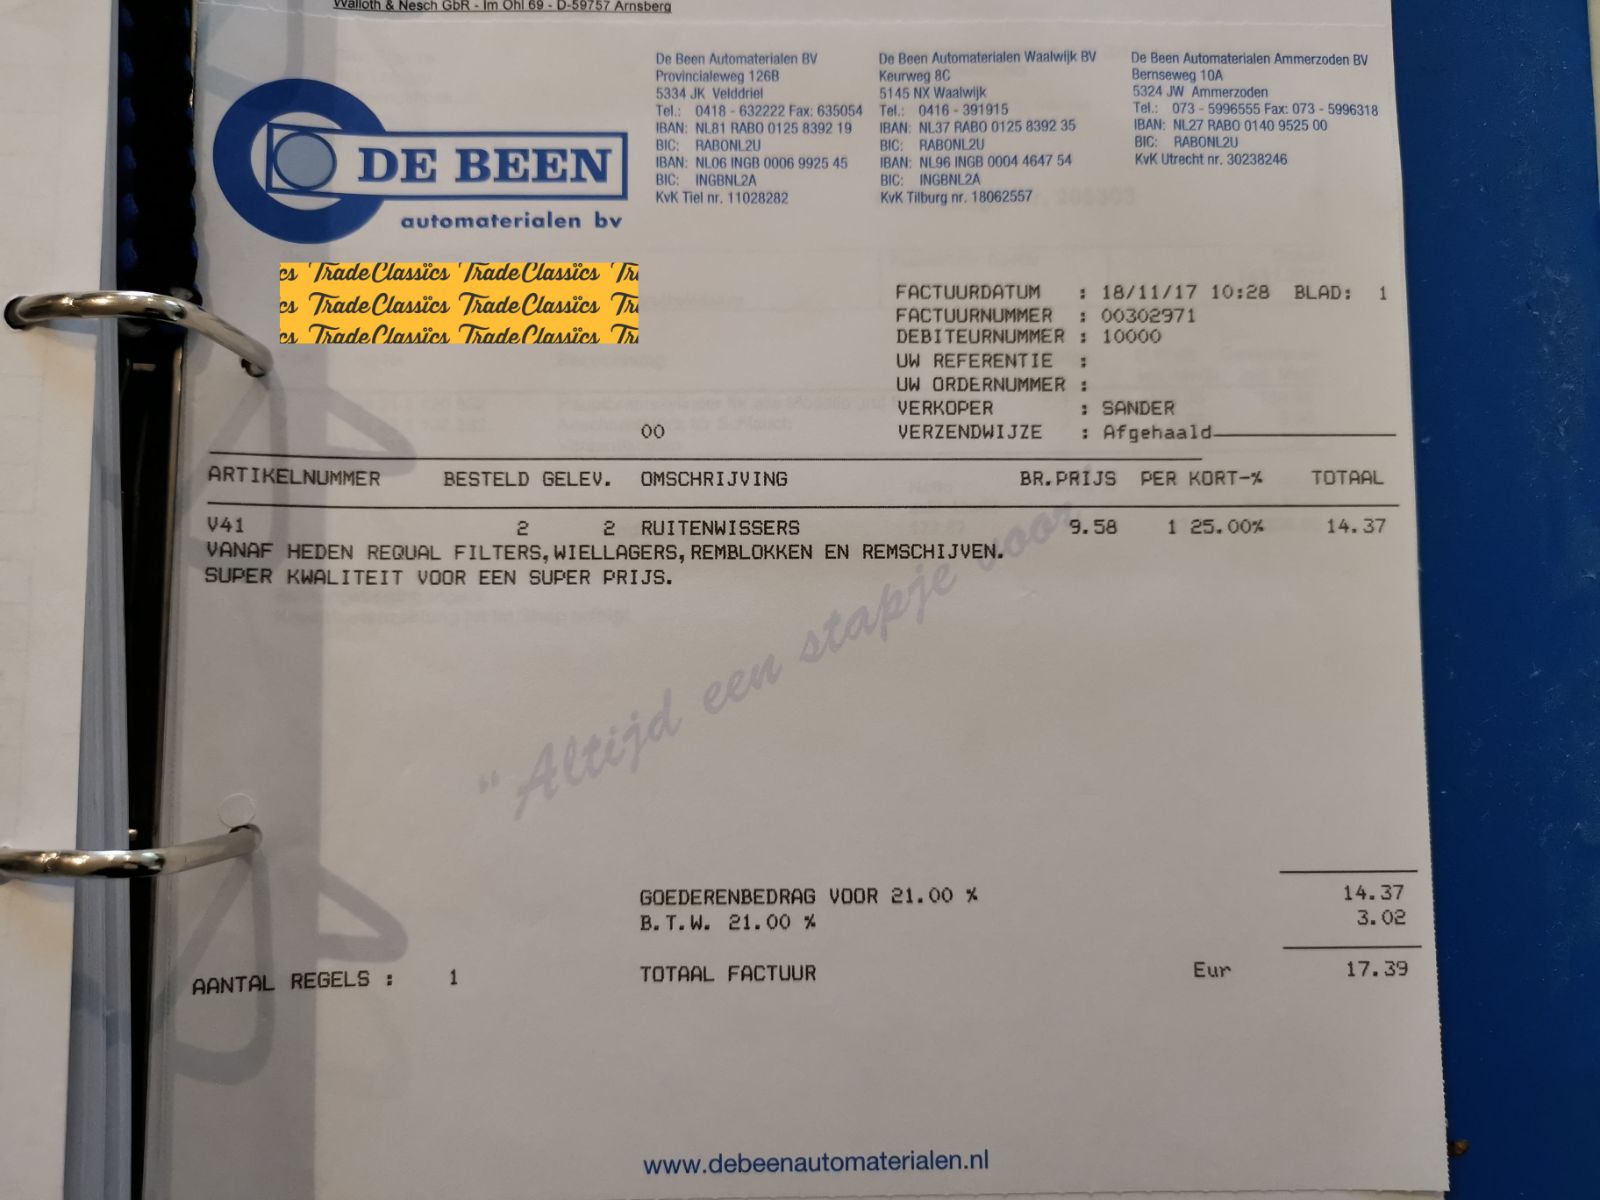 Walloth & Nesch GbR - Im Ohl 69 - D-59757 Arnsberg
DE BEEN
automaterialen bv
De Been Automaterialen BV
Provincialeweg 126B
5334 JK Velddriel
Tel.: 0418 - 632222 Fax: 635054
IBAN: NL81 RABO 0125 8392 19
BIC: RABONL2U
IBAN: NL06 INGB 0006 9925 45
BIC: INGBNL2A
KvK Tiel nr. 11028282
De Been Automaterialen Waalwijk BV
Keurweg 8C
5145 NX Waalwijk
Tel.: 0416 - 391915
IBAN: NL37 RABO 0125 8392 35
BIC: RABONL2U
IBAN: NL96 INGB 0004 4647 54
BIC: INGBNL2A
KvK Tilburg nr. 18062557
De Been Automaterialen Ammerzoden BV
Bernseweg 10A
5324 JW Ammerzoden
Tel.: 073 - 5996555 Fax: 073 - 5996318
IBAN: NL27 RABO 0140 9525 00
BIC: RABONL2U
KvK Utrecht nr. 30238246
cs TradeClassics TradeClassics Tra
cs TradeClassics TradeClassics Tra
cs TradeClassics TradeClassics Tra
FACTUURDATUM : 18/11/17 10:28 BLAD: 1
FACTUURNUMMER : 00302971
DEBITEURNUMMER : 10000
UW REFERENTIE :
UW ORDERNUMMER :
VERKOPER : SANDER
00 VERZENDWIJZE : Afgehaald
ARTIKELNUMMER BESTELD GELEV. OMSCHRIJVING BR.PRIJS PER KORT-% TOTAAL
V41 2 2 RUITENWISSERS 9.58 1 25.00% 14.37
VANAF HEDEN REQUAL FILTERS,WIELLAGERS,REMBLOKKEN EN REMSCHIJVEN.
SUPER KWALITEIT VOOR EEN SUPER PRIJS.
"Altijd een stapje voor"
GOEDERENBEDRAG VOOR 21.00 % 14.37
B.T.W. 21.00 % 3.02
AANTAL REGELS : 1 TOTAAL FACTUUR Eur 17.39
www.debeenautomaterialen.nl